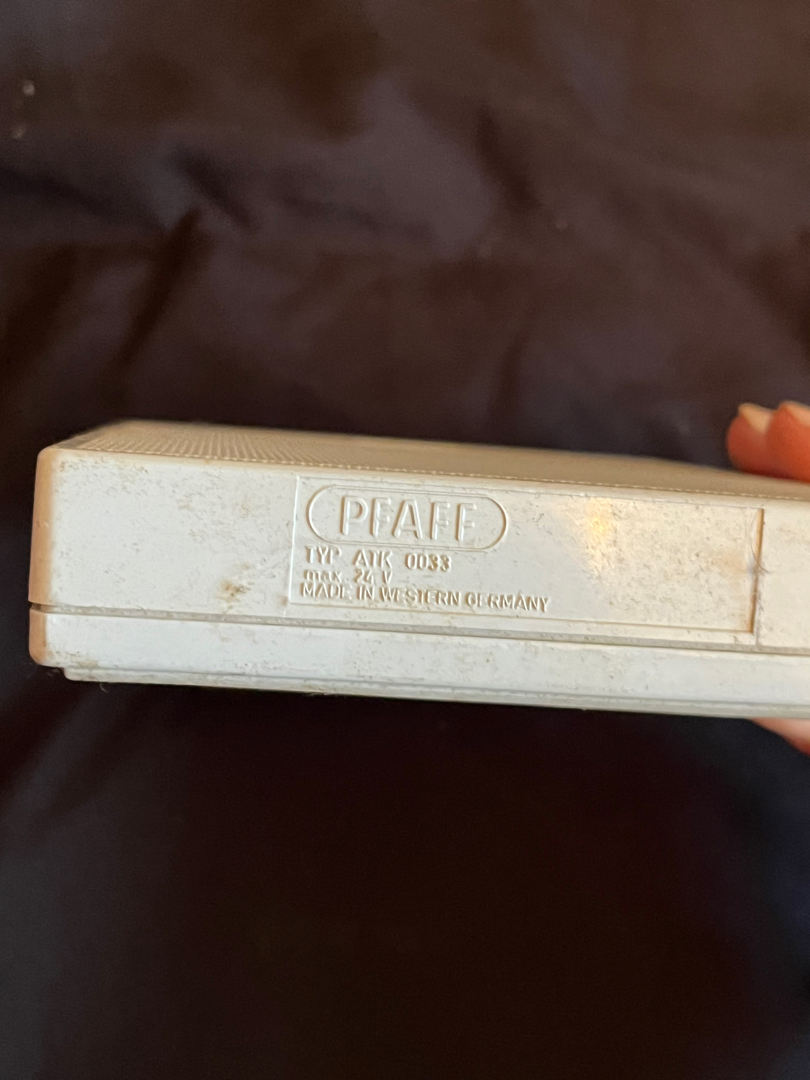 PFAFF
TYP ATK 0033
max. 24 V
MADE IN WESTERN GERMANY